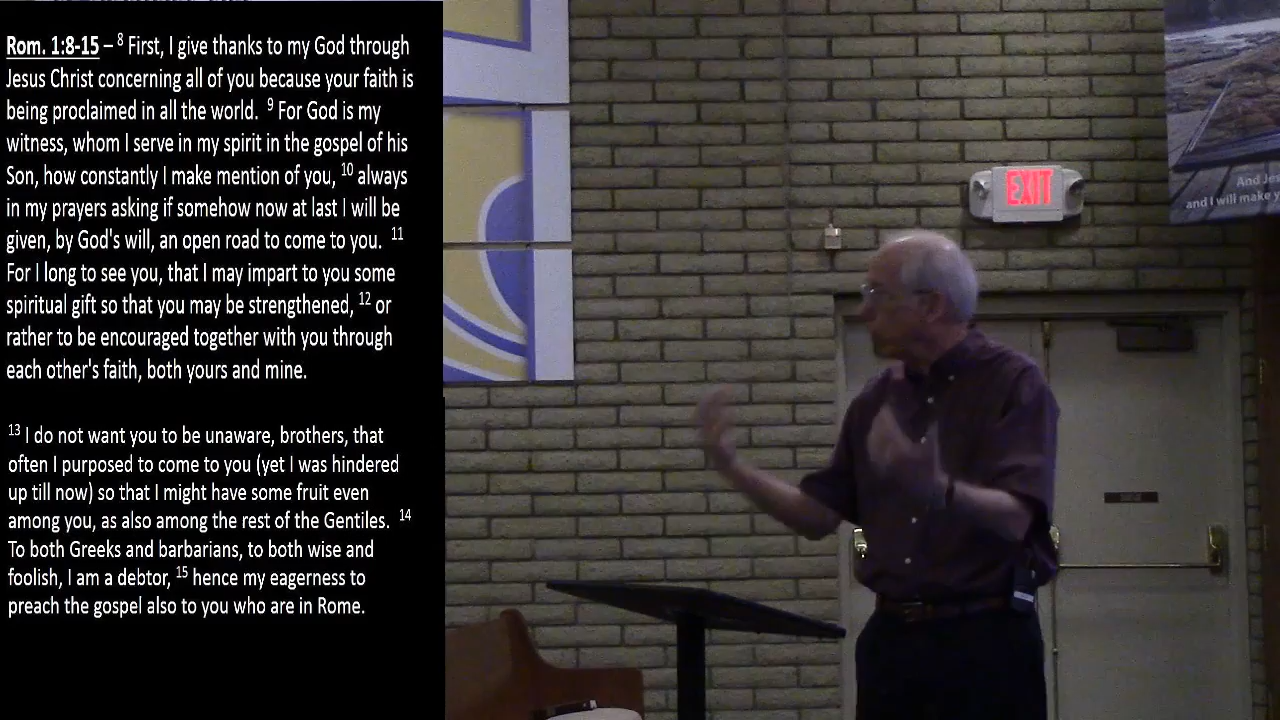 Rom. 1:8-15 – 8 First, I give thanks to my God through
Jesus Christ concerning all of you because your faith is
being proclaimed in all the world. 9 For God is my
witness, whom I serve in my spirit in the gospel of his
Son, how constantly I make mention of you, 10 always
in my prayers asking if somehow now at last I will be
given, by God's will, an open road to come to you. 11
For I long to see you, that I may impart to you some
spiritual gift so that you may be strengthened, 12 or
rather to be encouraged together with you through
each other's faith, both yours and mine.
13 I do not want you to be unaware, brothers, that
often I purposed to come to you (yet I was hindered
up till now) so that I might have some fruit even
among you, as also among the rest of the Gentiles. 14
To both Greeks and barbarians, to both wise and
foolish, I am a debtor, 15 hence my eagerness to
preach the gospel also to you who are in Rome.
EXIT
And Jes
and I will make y